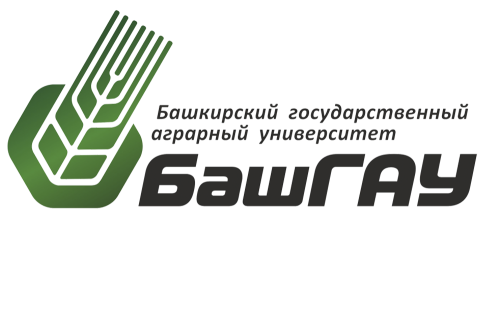 Башкирский государственный
аграрный университет
БашГАУ